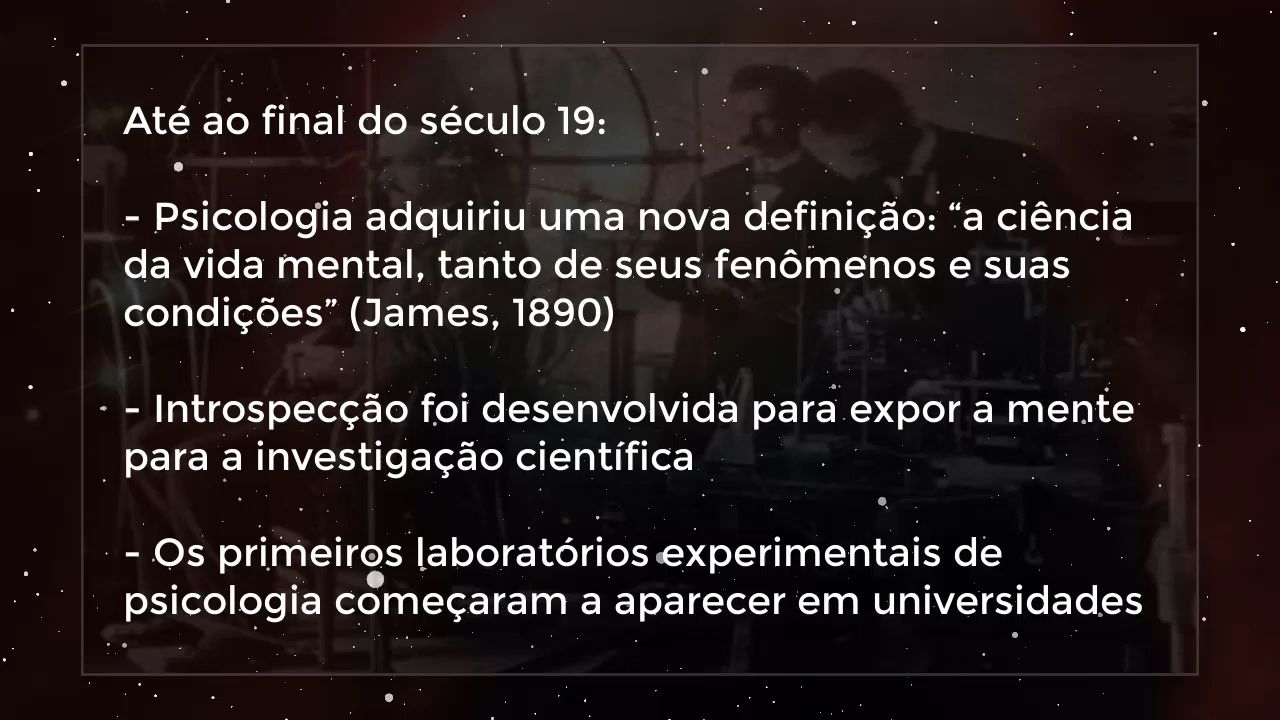 Até ao final do século 19:
- Psicologia adquiriu uma nova definição: “a ciência
da vida mental, tanto de seus fenômenos e suas
condições” (James, 1890)
- Introspecção foi desenvolvida para expor a mente
para a investigação científica
- Os primeiros laboratórios experimentais de
psicologia começaram a aparecer em universidades